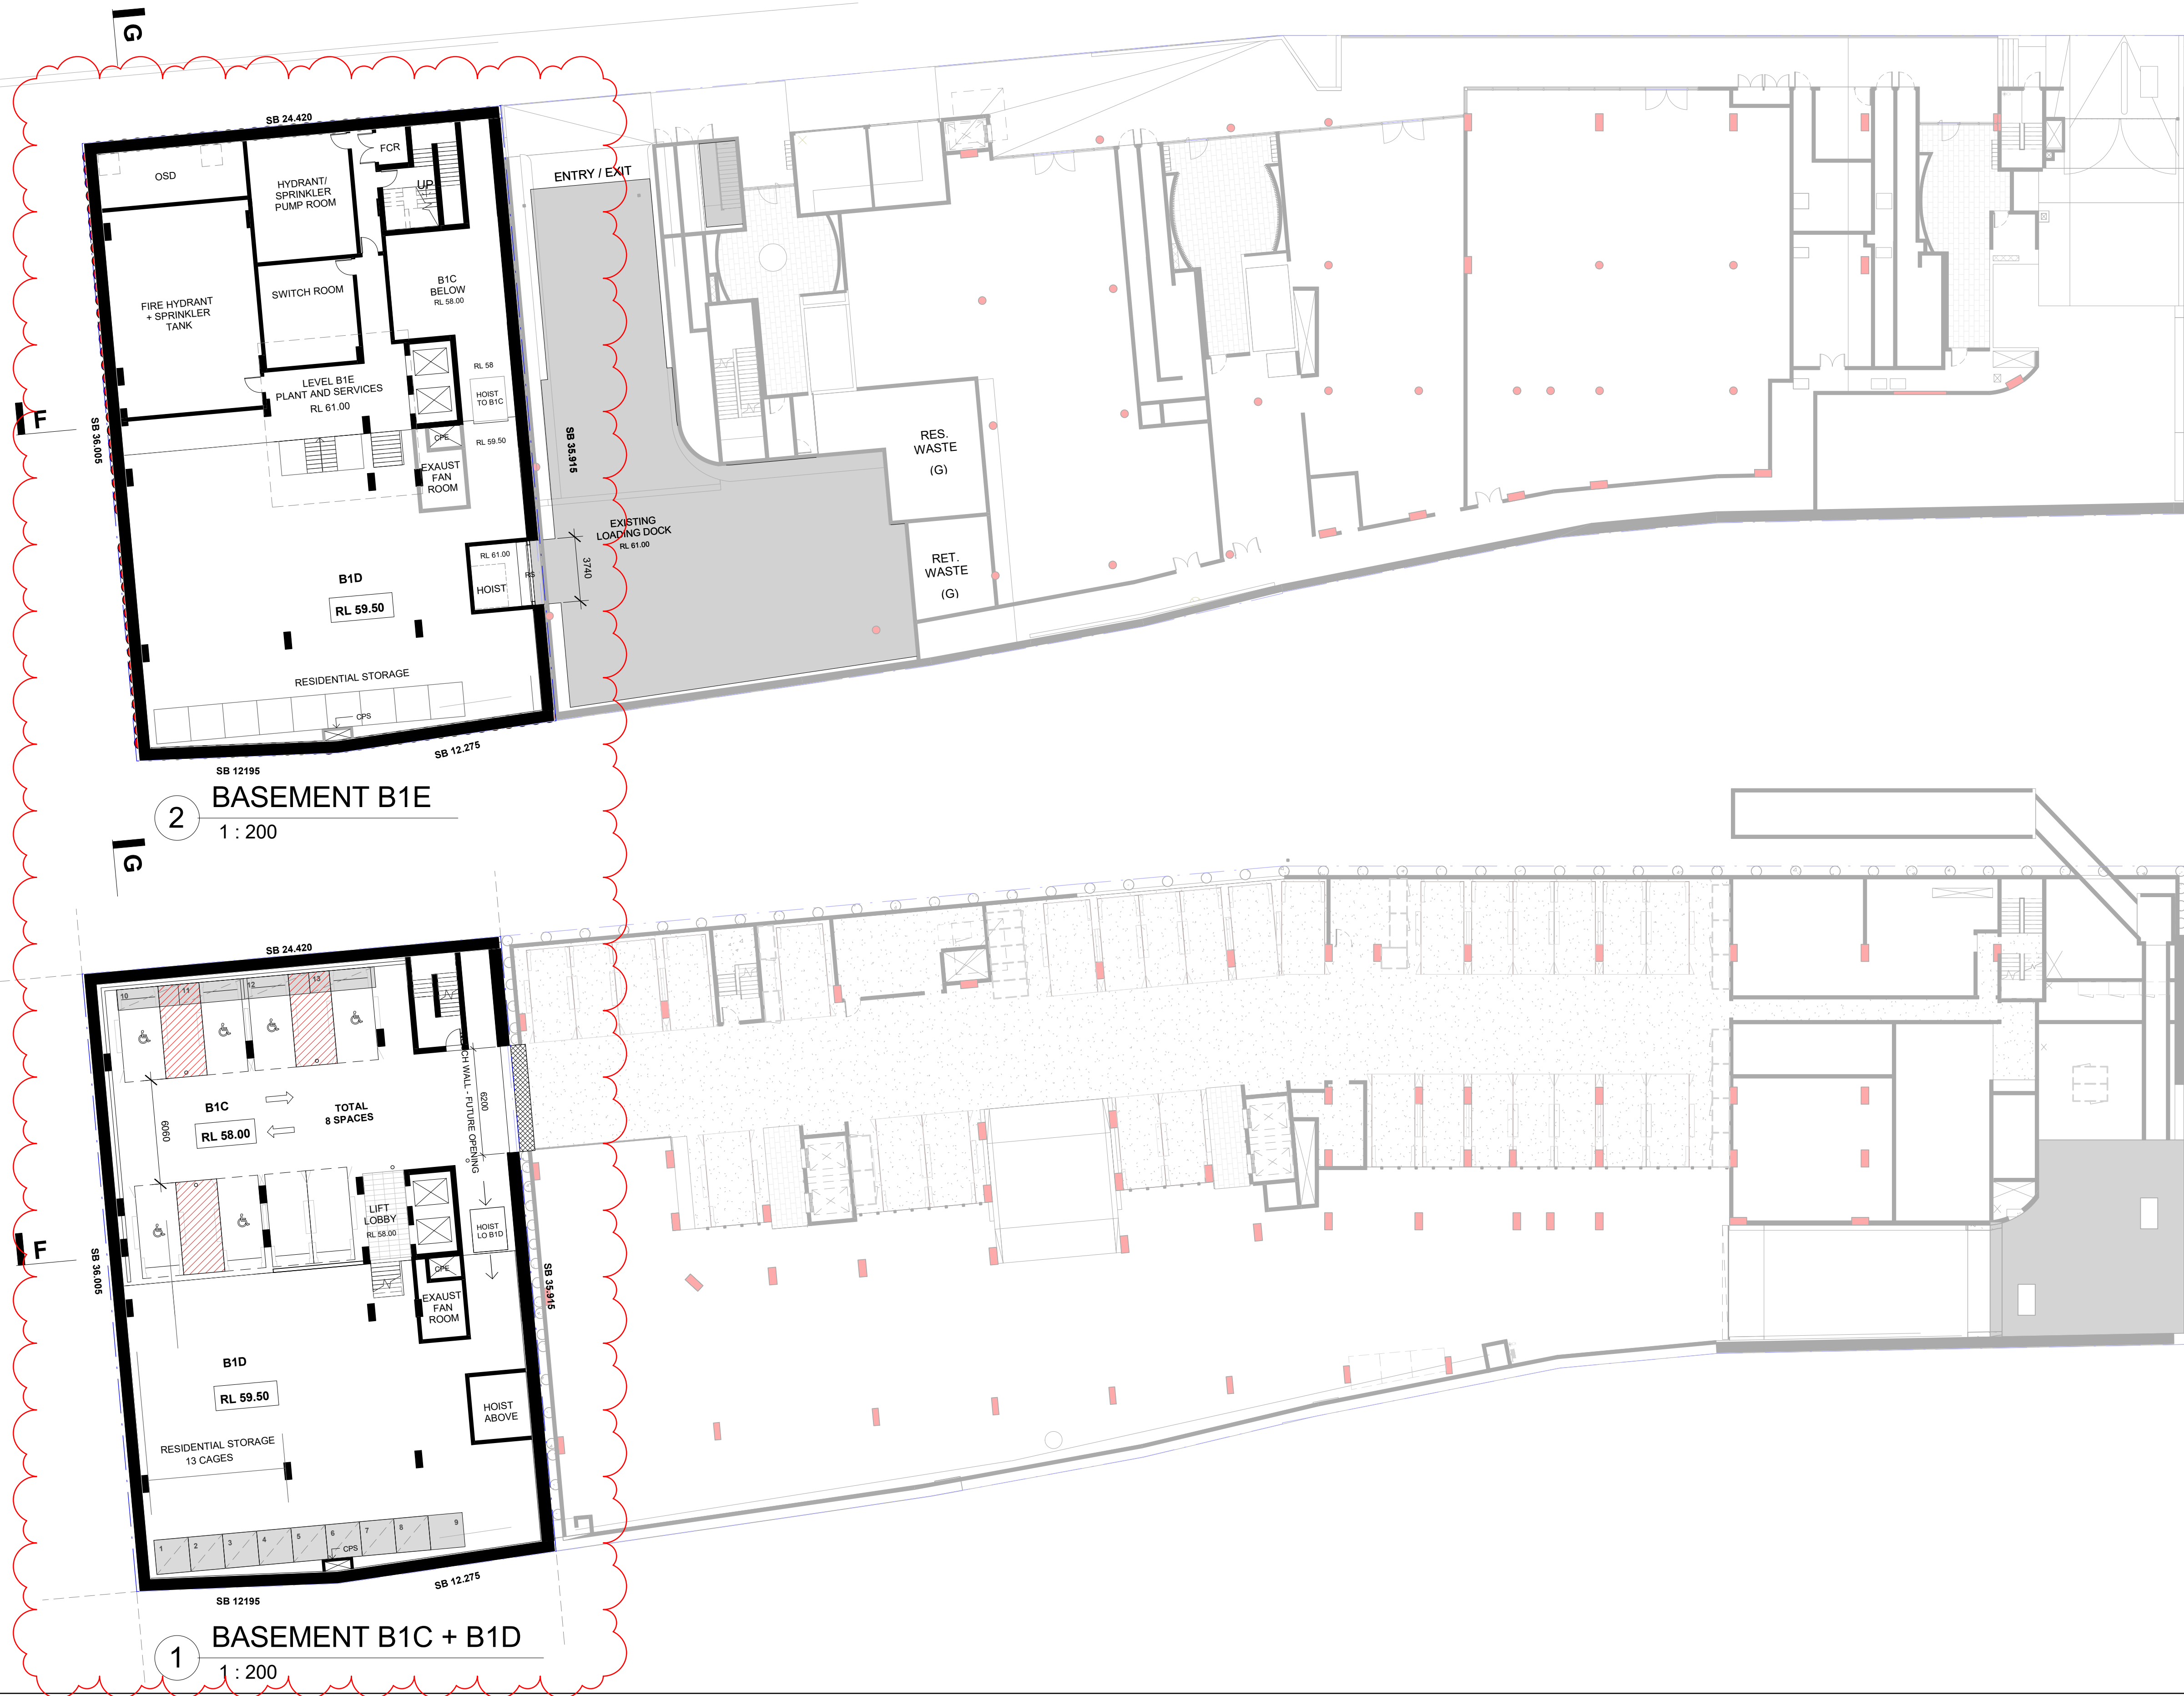 G
SB 24.420
OSD
FCR
HYDRANT/
SPRINKLER
PUMP ROOM
UP
ENTRY / EXIT
SWITCH ROOM
B1C
BELOW
RL 58.00
FIRE HYDRANT
+ SPRINKLER
TANK
LEVEL B1E
PLANT AND SERVICES
RL 61.00
RL 58
HOIST
TO B1C
F
SB 36.005
CPE
RL 59.50
EXAUST
FAN
ROOM
SB 35.915
RES.
WASTE
(G)
EXISTING
LOADING DOCK
RL 61.00
RL 61.00
RS
HOIST
3740
RET.
WASTE
(G)
B1D
RL 59.50
RESIDENTIAL STORAGE
CPS
SB 12.275
SB 12195
2
BASEMENT B1E
1 : 200
G
SB 24.420
10
11
12
13
B1C
RL 58.00
TOTAL
8 SPACES
6060
6200
WALL - FUTURE OPENING
LIFT
LOBBY
RL 58.00
HOIST
LO B1D
F
SB 36.005
CPE
EXAUST
FAN
ROOM
SB 35.915
B1D
RL 59.50
HOIST
ABOVE
RESIDENTIAL STORAGE
13 CAGES
1
2
3
4
5
6
7
8
9
CPS
SB 12.275
SB 12195
1
BASEMENT B1C + B1D
1 : 200